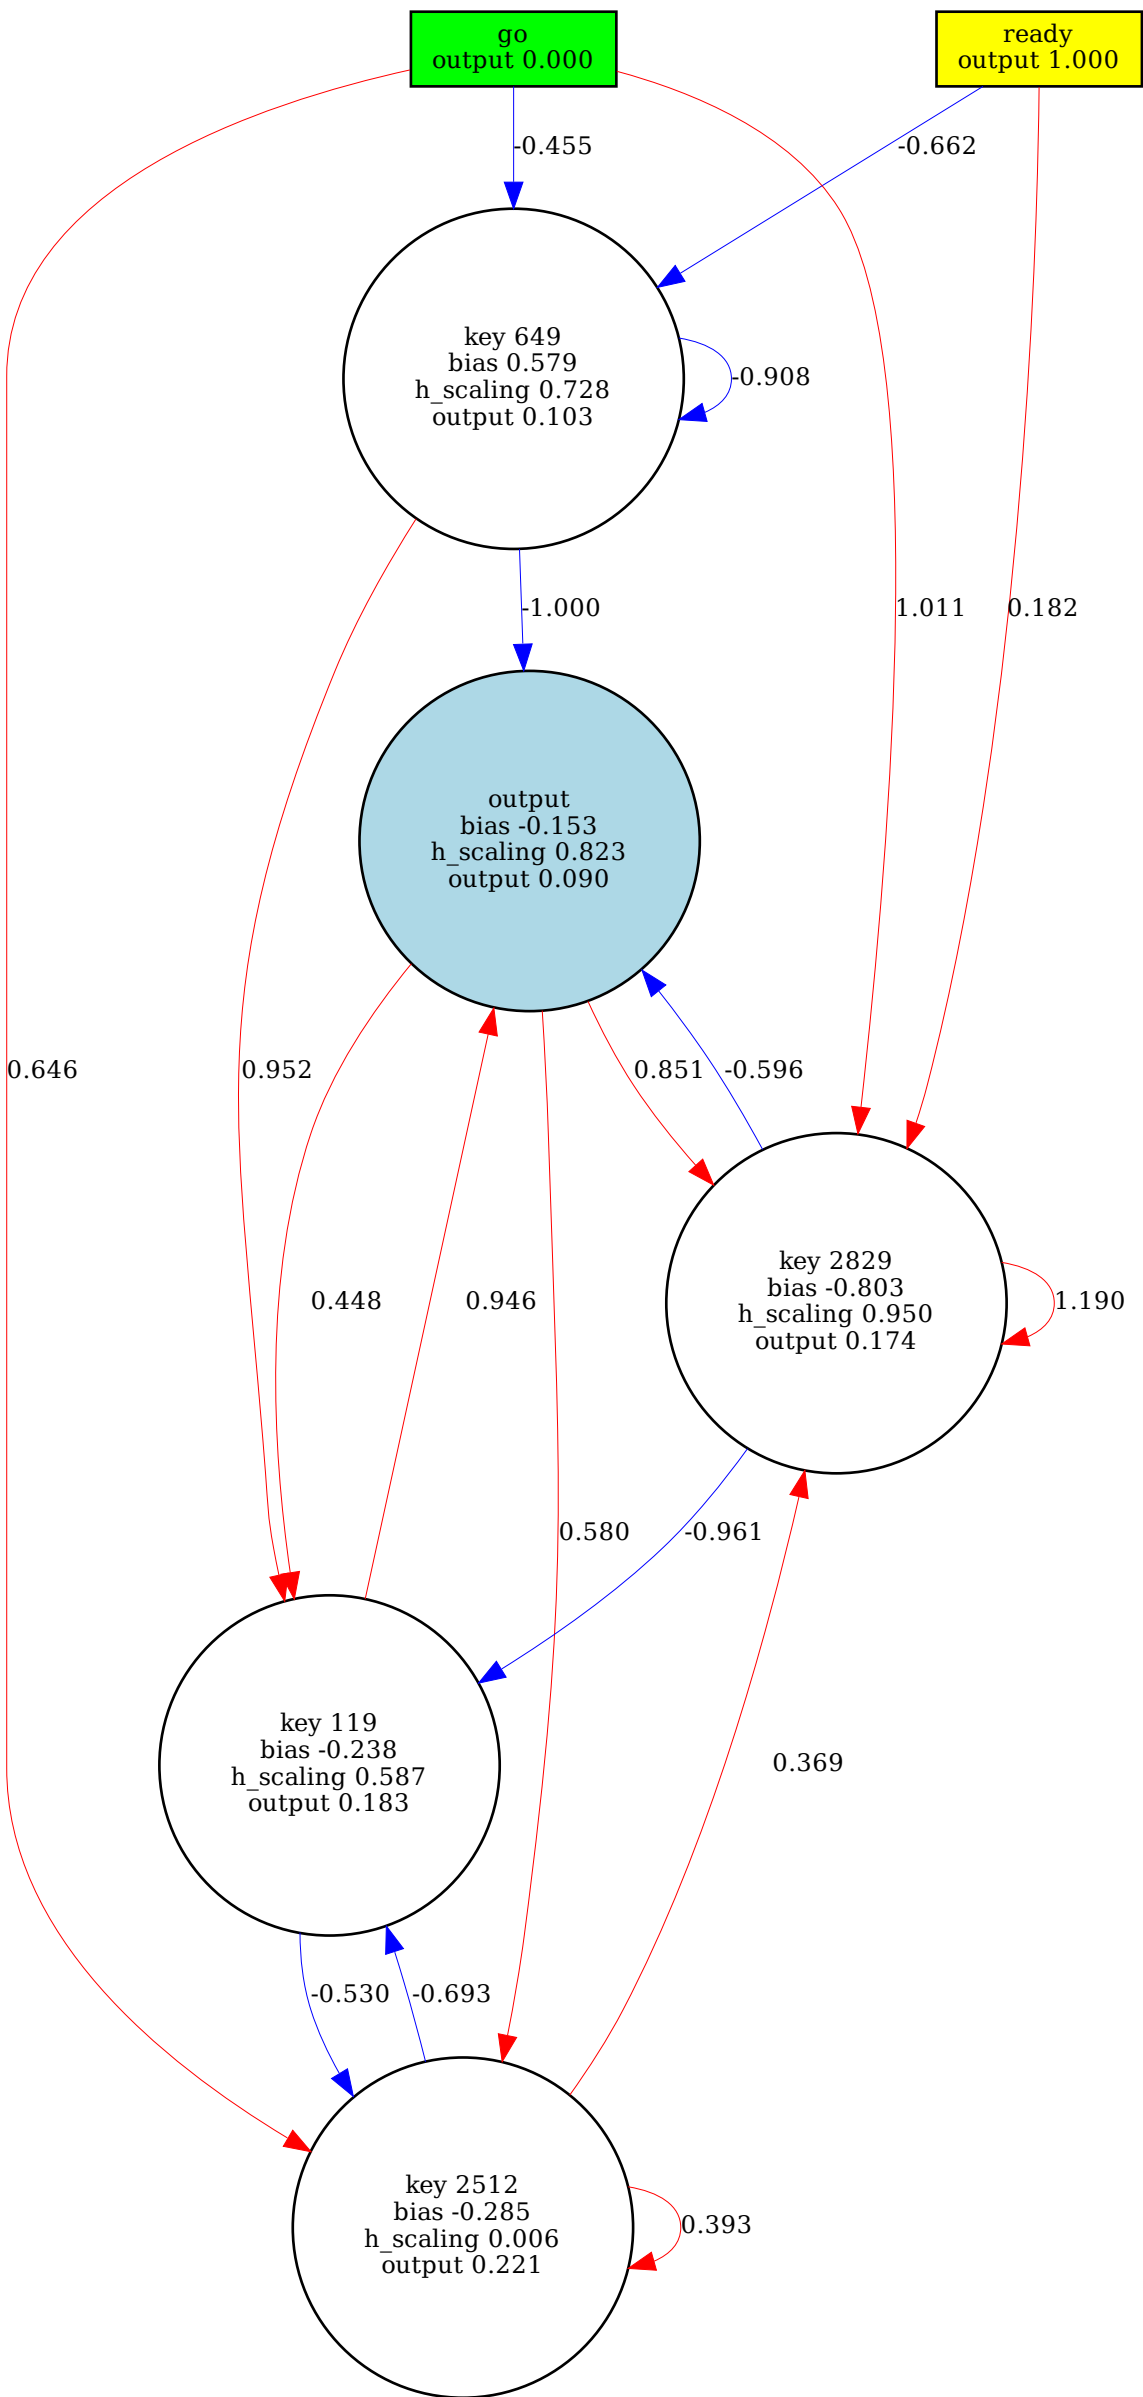 go
output 0.000
ready
output 1.000
-0.455
-0.662
key 649
bias 0.579
h_scaling 0.728
output 0.103
-0.908
-1.000
1.011
0.182
output
bias -0.153
h_scaling 0.823
output 0.090
0.646
0.952
0.851
-0.596
key 2829
bias -0.803
h_scaling 0.950
output 0.174
0.448
0.946
1.190
0.580
-0.961
key 119
bias -0.238
h_scaling 0.587
output 0.183
0.369
-0.530
-0.693
key 2512
bias -0.285
h_scaling 0.006
output 0.221
0.393